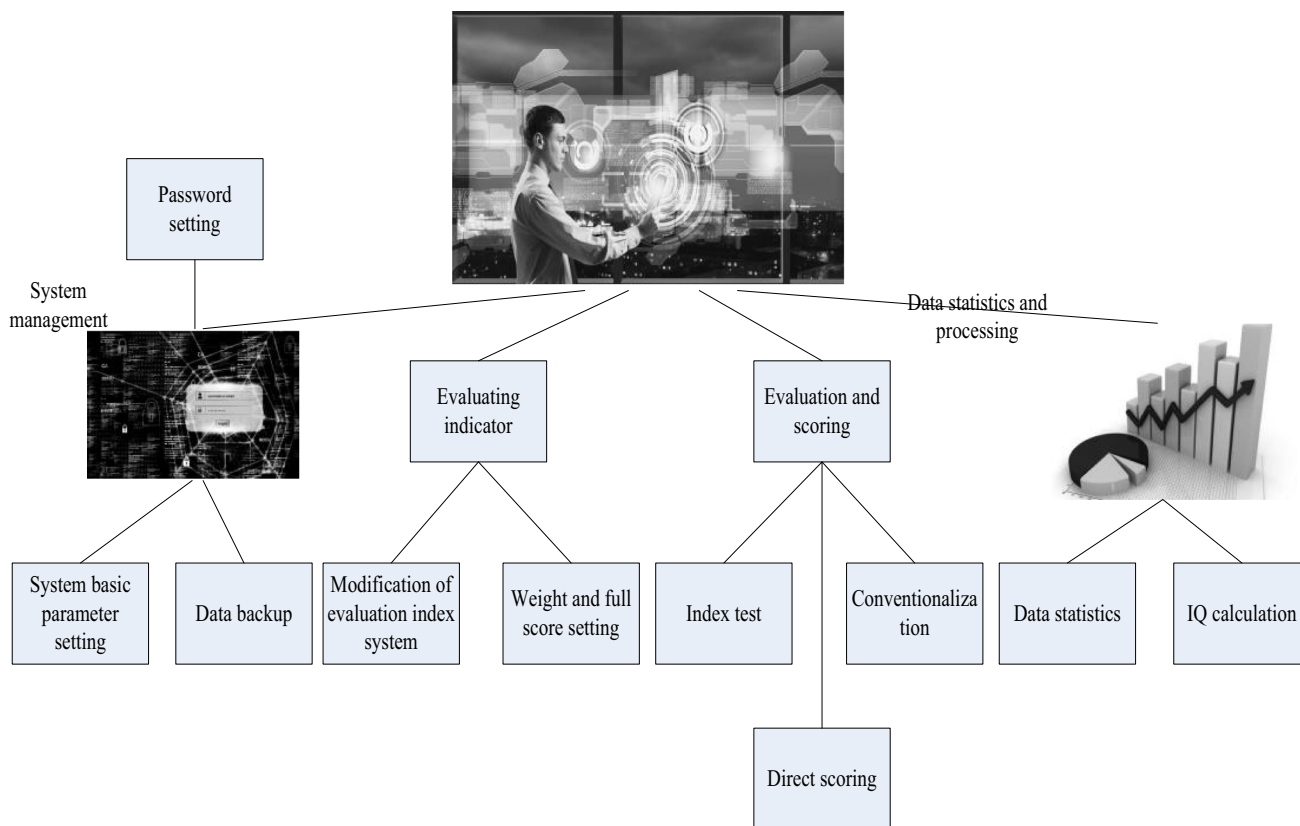 Password
setting
System
management
Data statistics and
processing
Evaluating
indicator
Evaluation and
scoring
System basic
parameter
setting
Data backup
Modification of
evaluation index
system
Weight and full
score setting
Index test
Conventionaliza
tion
Data statistics
IQ calculation
Direct scoring